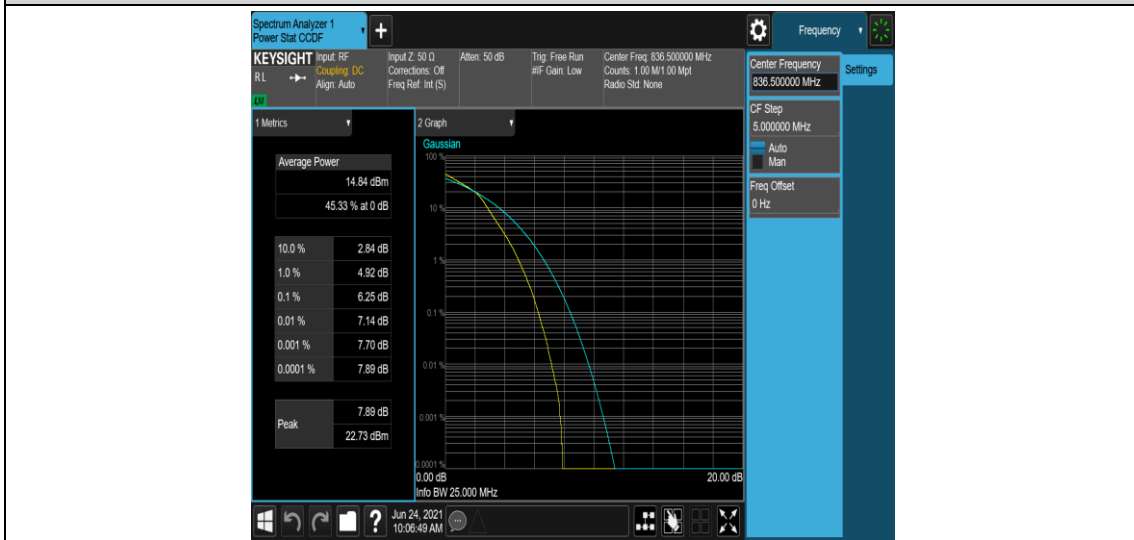 Spectrum Analyzer 1
Power Stat CCDF
Frequency
KEYSIGHT
RL
LXI
Input: RF
Coupling: DC
Align: Auto
Input Z: 50 Ω
Corrections: Off
Freq Ref: Int (S)
Atten: 50 dB
Trig: Free Run
#IF Gain: Low
Center Freq: 836.500000 MHz
Counts: 1.00 M/1.00 Mpt
Radio Std: None
Center Frequency
836.500000 MHz
Settings
CF Step
5.000000 MHz
Auto
Man
Freq Offset
0 Hz
1 Metrics
Average Power
14.84 dBm
45.33 % at 0 dB
10.0 % 2.84 dB
1.0 % 4.92 dB
0.1 % 6.25 dB
0.01 % 7.14 dB
0.001 % 7.70 dB
0.0001 % 7.89 dB
Peak
7.89 dB
22.73 dBm
2 Graph
Gaussian
100 %
10 %
1 %
0.1 %
0.01 %
0.001 %
0.0001 %
0.00 dB
20.00 dB
Info BW 25.000 MHz
?
Jun 24, 2021
10:06:49 AM